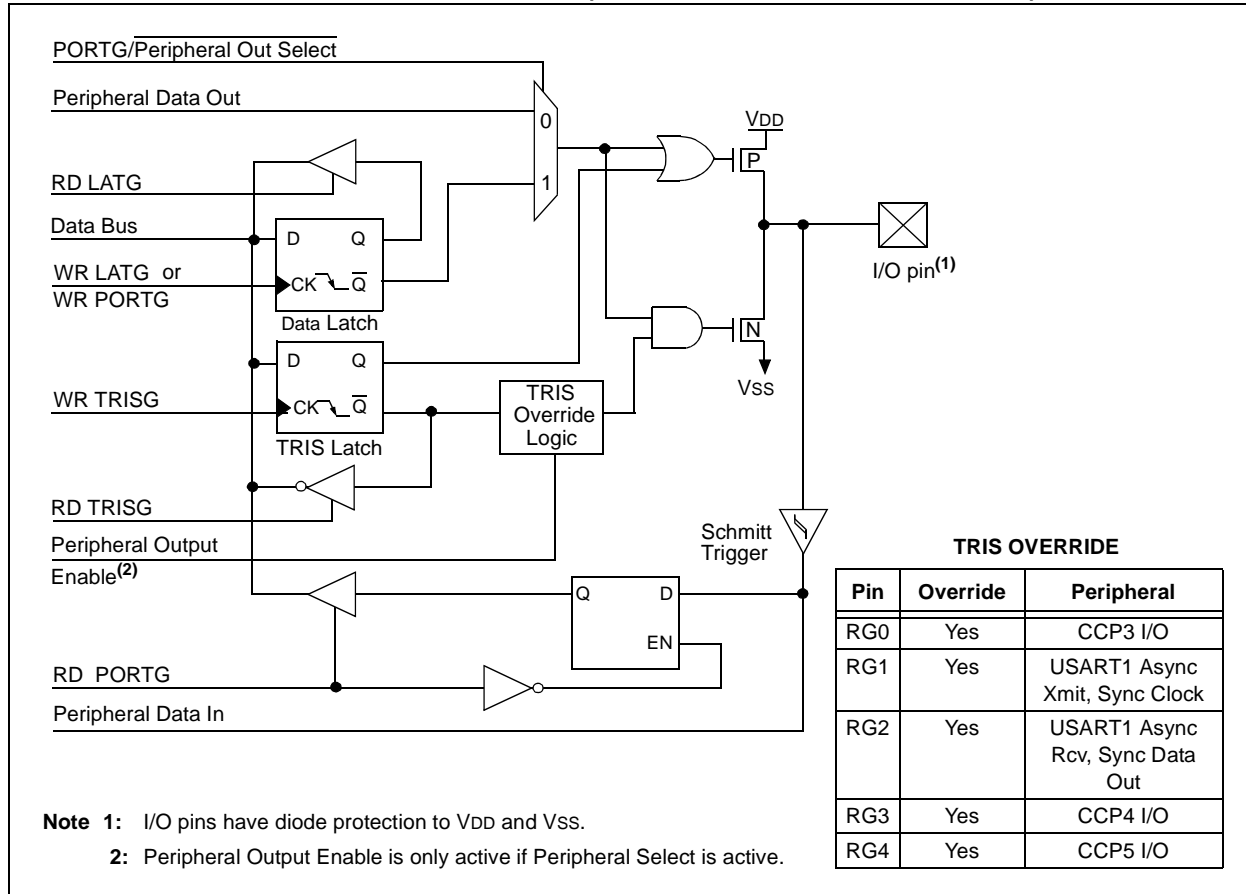 PORTG/Peripheral Out Select
Peripheral Data Out
0
VDD
P
RD LATG
1
Data Bus
D Q
WR LATG or
WR PORTG
CK Q
Data Latch
I/O pin(1)
N
D Q
VSS
WR TRISG
CK Q
TRIS Latch
TRIS
Override
Logic
RD TRISG
Peripheral Output
Enable(2)
Schmitt
Trigger
Q D
EN
RD PORTG
Peripheral Data In
TRIS OVERRIDE
Pin Override Peripheral
RG0 Yes CCP3 I/O
RG1 Yes USART1 Async
Xmit, Sync Clock
RG2 Yes USART1 Async
Rcv, Sync Data
Out
RG3 Yes CCP4 I/O
RG4 Yes CCP5 I/O
Note 1: I/O pins have diode protection to VDD and VSS.
2: Peripheral Output Enable is only active if Peripheral Select is active.